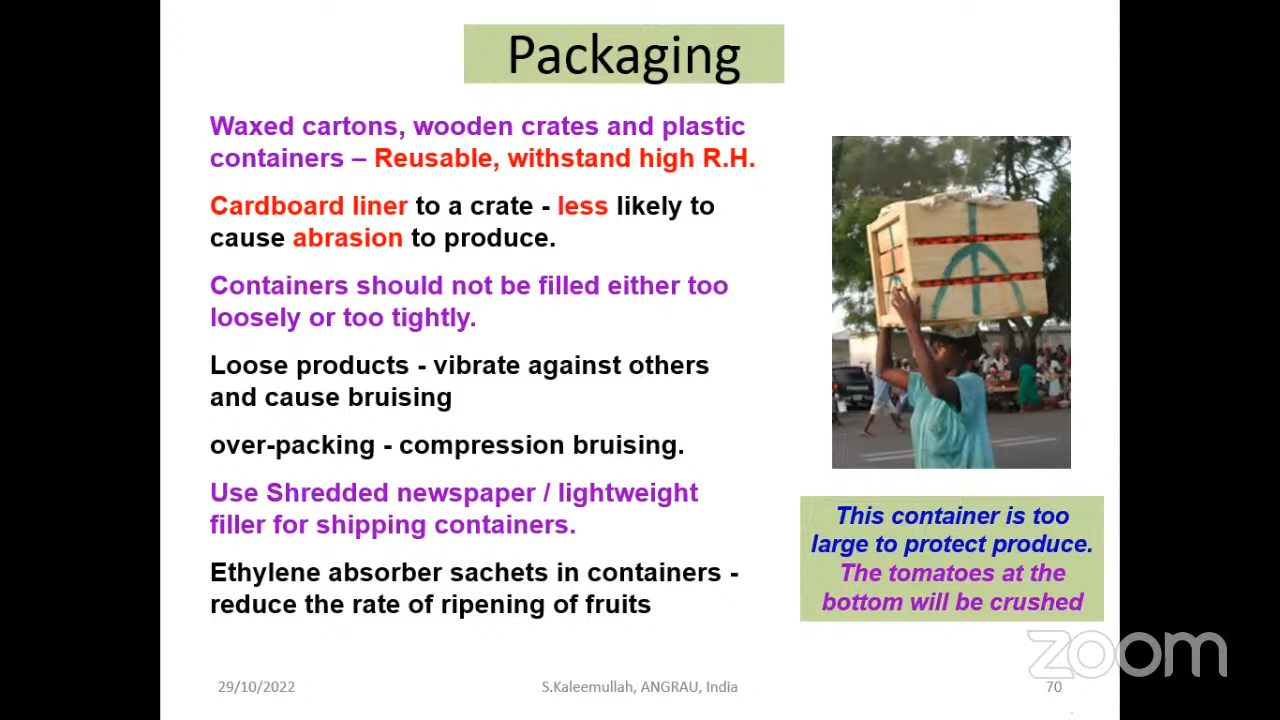 Packaging
Waxed cartons, wooden crates and plastic
containers – Reusable, withstand high R.H.
Cardboard liner to a crate - less likely to
cause abrasion to produce.
Containers should not be filled either too
loosely or too tightly.
Loose products - vibrate against others
and cause bruising
over-packing - compression bruising.
Use Shredded newspaper / lightweight
filler for shipping containers.
Ethylene absorber sachets in containers -
reduce the rate of ripening of fruits
This container is too
large to protect produce.
The tomatoes at the
bottom will be crushed
zoom
29/10/2022
S.Kaleemullah, ANGRAU, India
70